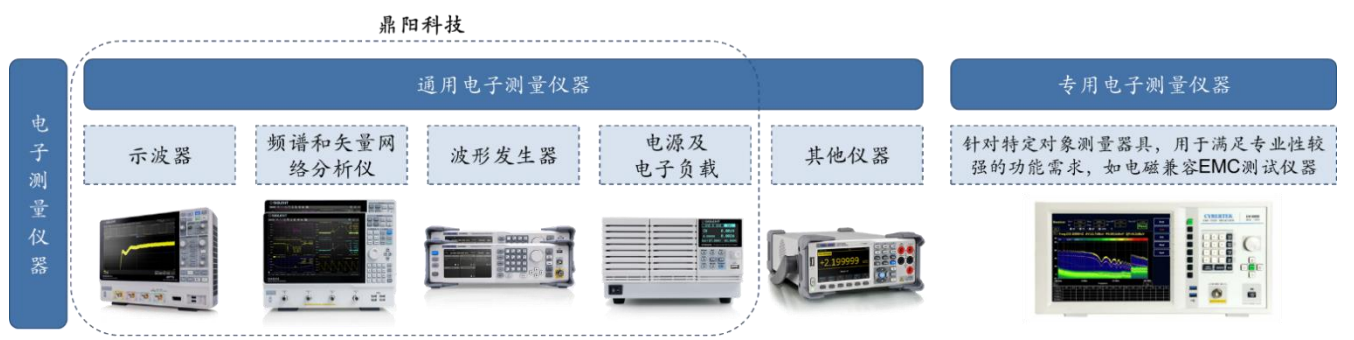 鼎阳科技
电子测量仪器
通用电子测量仪器
专用电子测量仪器
示波器
频谱和矢量网
络分析仪
波形发生器
电源及
电子负载
其他仪器
针对特定对象测量器具，用于满足专业性较
强的功能需求，如电磁兼容EMC测试仪器
SIGLENT
CYBERTEK
+2.199999